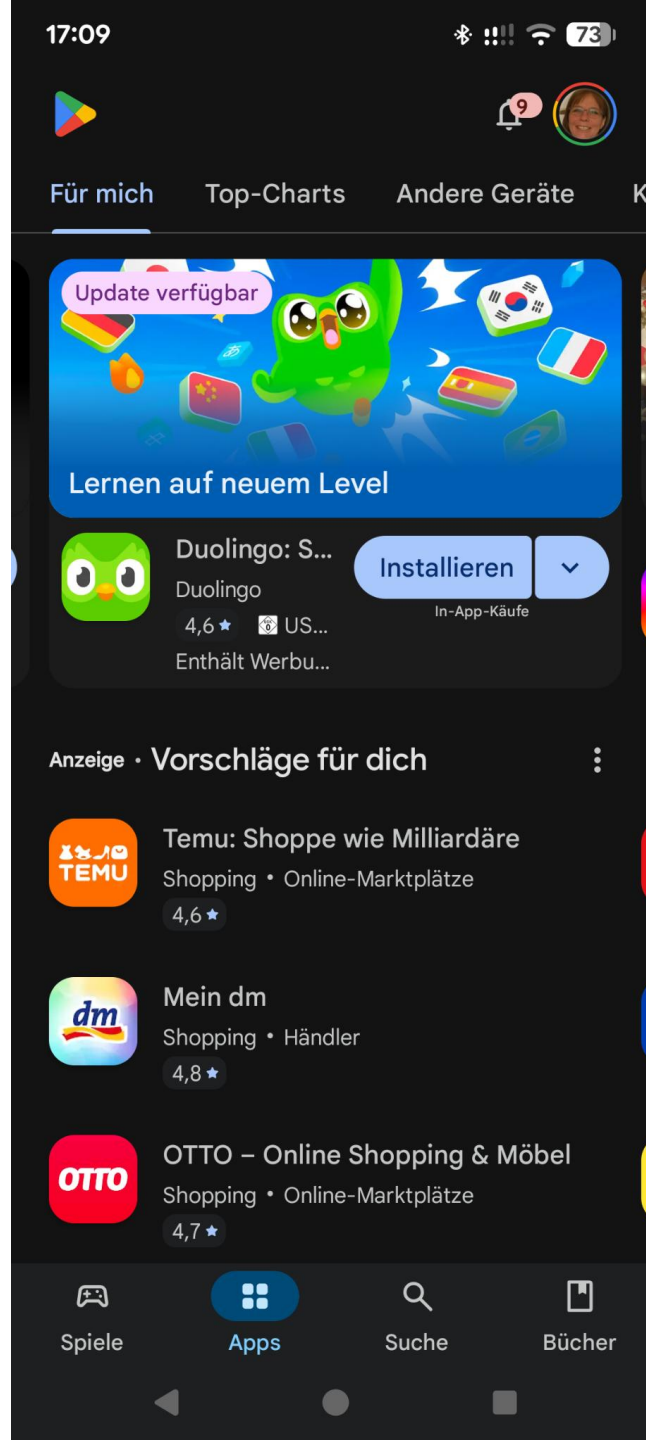 17:09
73
9
Für mich Top-Charts Andere Geräte K
Update verfügbar
Lernen auf neuem Level
Duolingo: S...
Duolingo
4,6 ★ USK 0 US...
Enthält Werbu...
Installieren
In-App-Käufe
Anzeige • Vorschläge für dich
TEMU
Temu: Shoppe wie Milliardäre
Shopping • Online-Marktplätze
4,6 ★
dm
Mein dm
Shopping • Händler
4,8 ★
OTTO
OTTO – Online Shopping & Möbel
Shopping • Online-Marktplätze
4,7 ★
Spiele Apps Suche Bücher